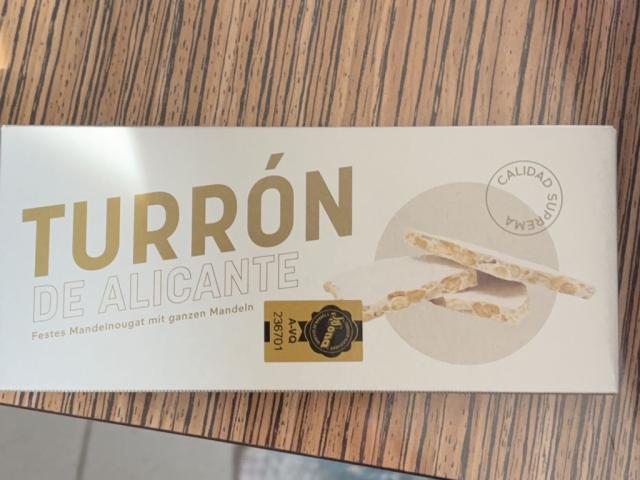 TURRÓN
DE ALICANTE
Festes Mandelnougat mit ganzen Mandeln
CALIDAD SUPREMA
A-VQ
236701